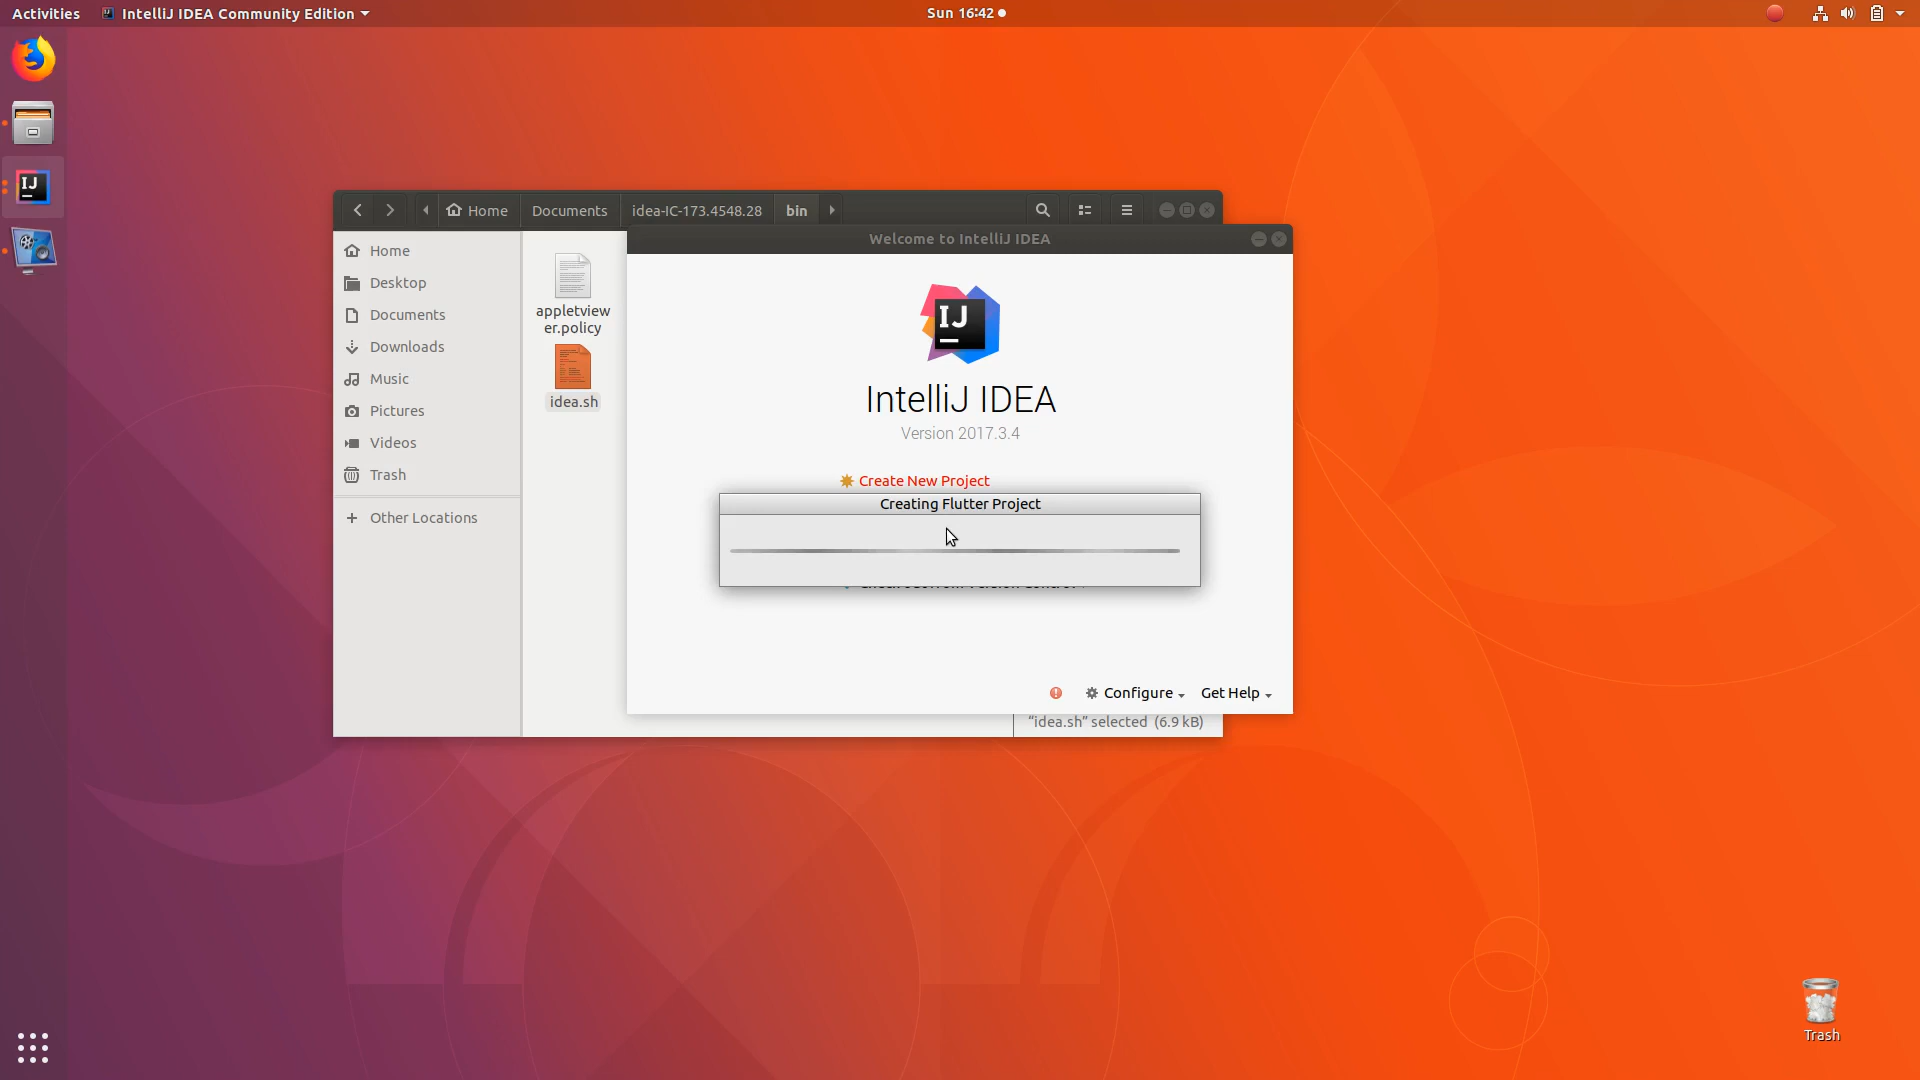 Activities
IntelliJ IDEA Community Edition
Sun 16:42
Home
Documents
idea-IC-173.4548.28
bin
Home
Desktop
Documents
Downloads
Music
Pictures
Videos
Trash
Other Locations
appletview
er.policy
idea.sh
Welcome to IntelliJ IDEA
IJ
IntelliJ IDEA
Version 2017.3.4
Create New Project
Creating Flutter Project
Configure
Get Help
"idea.sh" selected (6.9 kB)
Trash